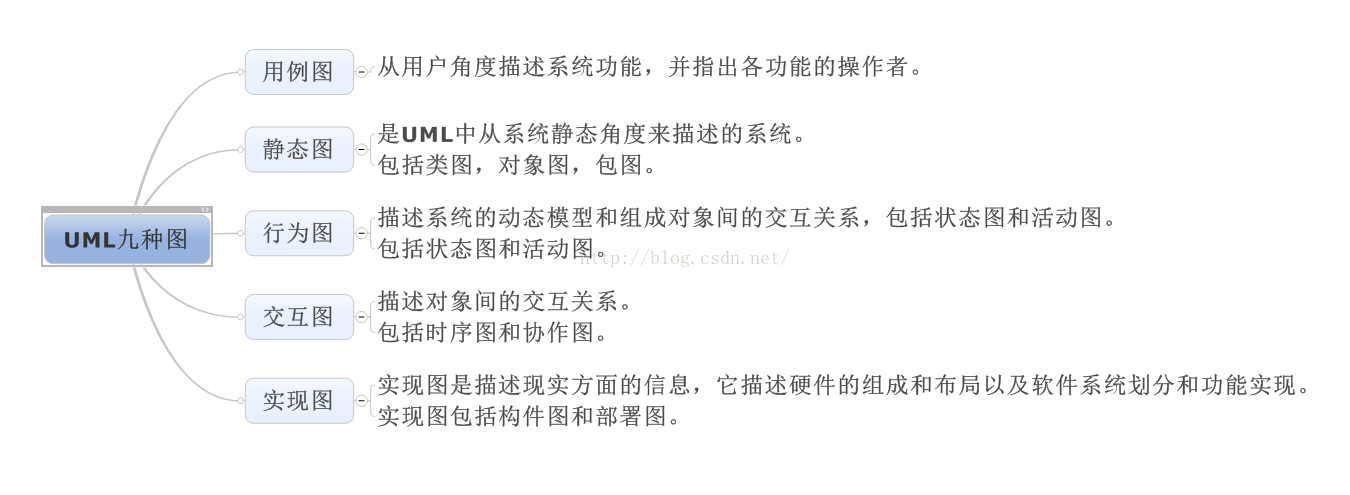 用例图
从用户角度描述系统功能，并指出各功能的操作者。
静态图
是UML中从系统静态角度来描述的系统。
包括类图，对象图，包图。
UML九种图
行为图
描述系统的动态模型和组成对象间的交互关系，包括状态图和活动图。
包括状态图和活动图。
http://blog.csdn.net/
交互图
描述对象间的交互关系。
包括时序图和协作图。
实现图
实现图是描述现实方面的信息，它描述硬件的组成和布局以及软件系统划分和功能实现。
实现图包括构件图和部署图。